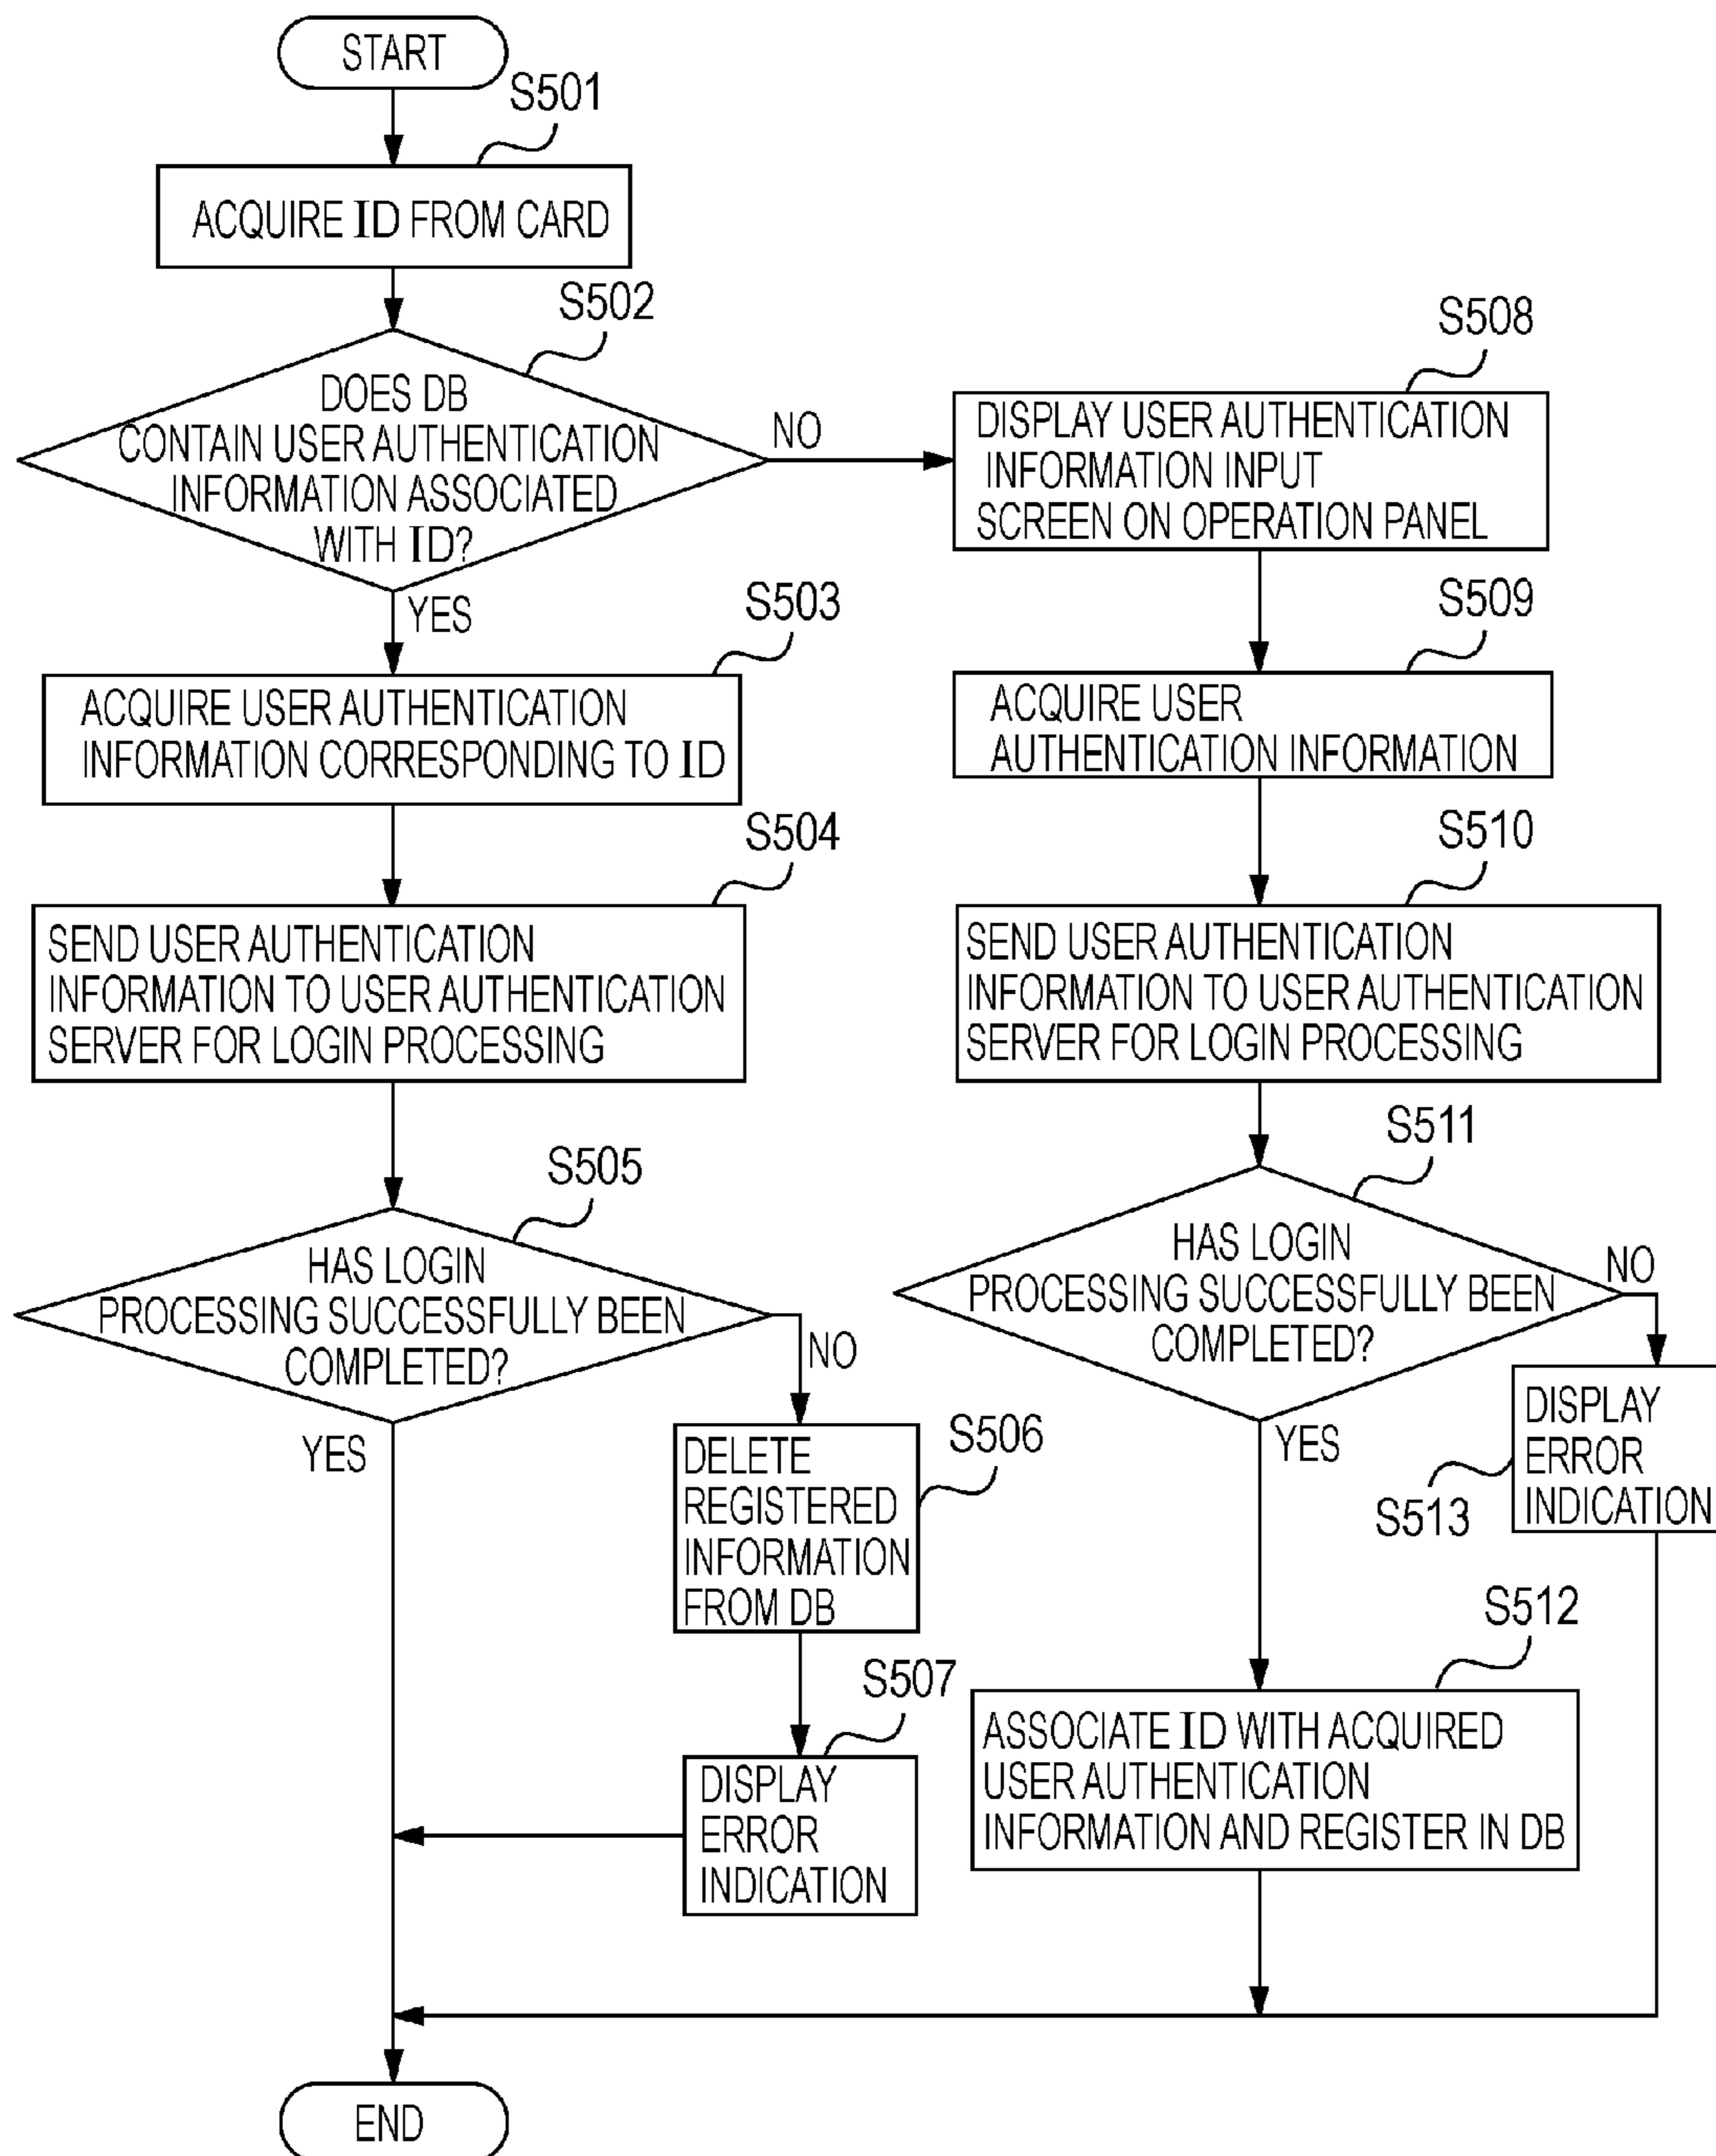 START
S501
ACQUIRE ID FROM CARD
S502
DOES DB
CONTAIN USER AUTHENTICATION
INFORMATION ASSOCIATED
WITH ID?
NO
YES
S503
ACQUIRE USER AUTHENTICATION
INFORMATION CORRESPONDING TO ID
S504
SEND USER AUTHENTICATION
INFORMATION TO USER AUTHENTICATION
SERVER FOR LOGIN PROCESSING
S505
HAS LOGIN
PROCESSING SUCCESSFULLY BEEN
COMPLETED?
NO
YES
S506
DELETE
REGISTERED
INFORMATION
FROM DB
S507
DISPLAY
ERROR
INDICATION
S508
DISPLAY USER AUTHENTICATION
INFORMATION INPUT
SCREEN ON OPERATION PANEL
S509
ACQUIRE USER
AUTHENTICATION INFORMATION
S510
SEND USER AUTHENTICATION
INFORMATION TO USER AUTHENTICATION
SERVER FOR LOGIN PROCESSING
S511
HAS LOGIN
PROCESSING SUCCESSFULLY BEEN
COMPLETED?
NO
YES
DISPLAY
ERROR
INDICATION
S513
S512
ASSOCIATE ID WITH ACQUIRED
USER AUTHENTICATION
INFORMATION AND REGISTER IN DB
END